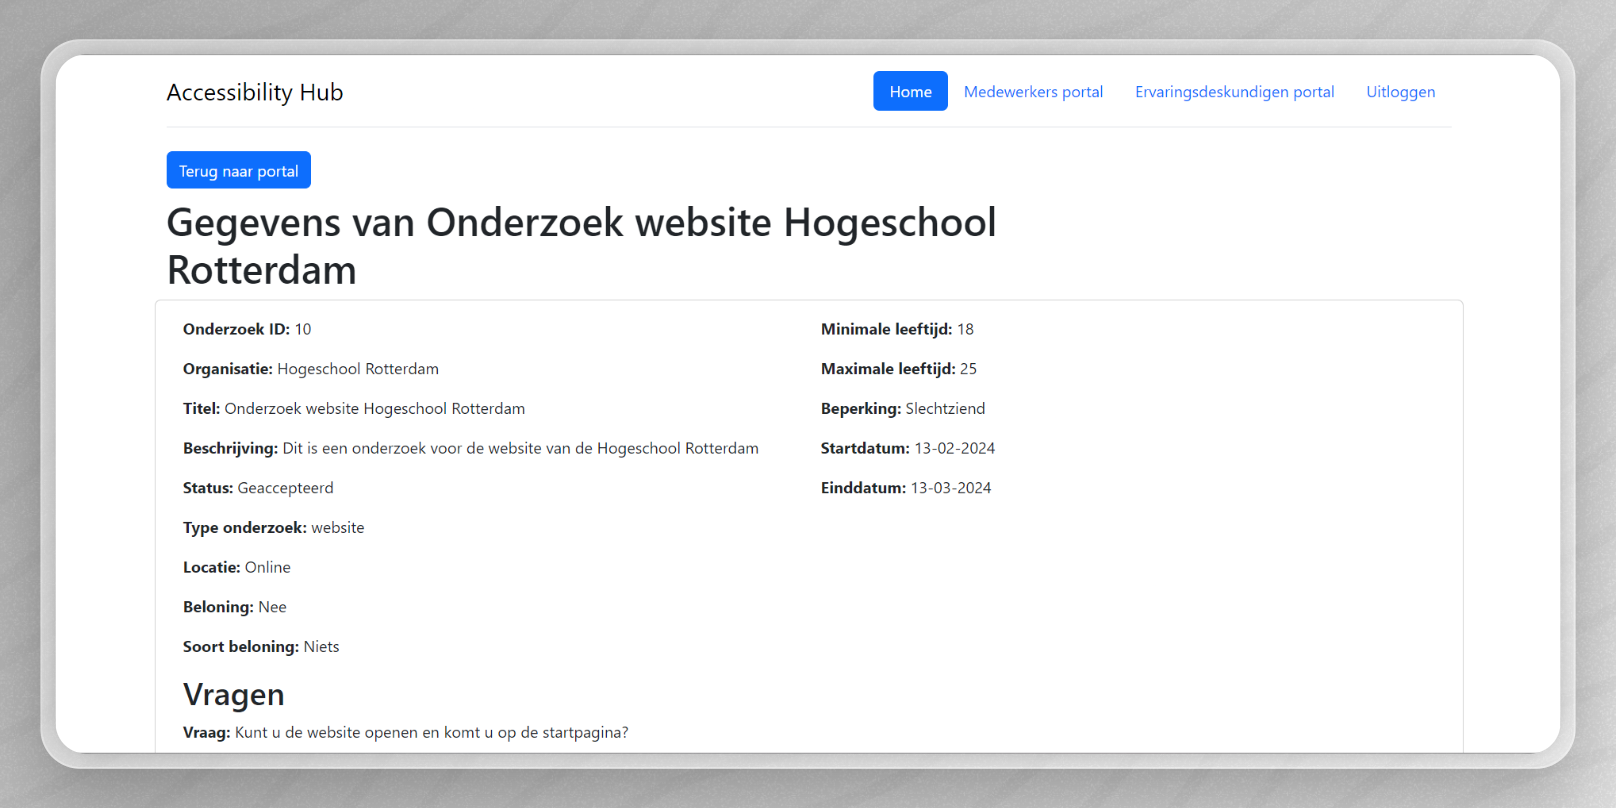 Accessibility Hub
Home
Medewerkers portal
Ervaringsdeskundigen portal
Uitloggen
Terug naar portal
Gegevens van Onderzoek website Hogeschool
Rotterdam
Onderzoek ID: 10
Organisatie: Hogeschool Rotterdam
Titel: Onderzoek website Hogeschool Rotterdam
Beschrijving: Dit is een onderzoek voor de website van de Hogeschool Rotterdam
Status: Geaccepteerd
Type onderzoek: website
Locatie: Online
Beloning: Nee
Soort beloning: Niets
Minimale leeftijd: 18
Maximale leeftijd: 25
Beperking: Slechtziend
Startdatum: 13-02-2024
Einddatum: 13-03-2024
Vragen
Vraag: Kunt u de website openen en komt u op de startpagina?